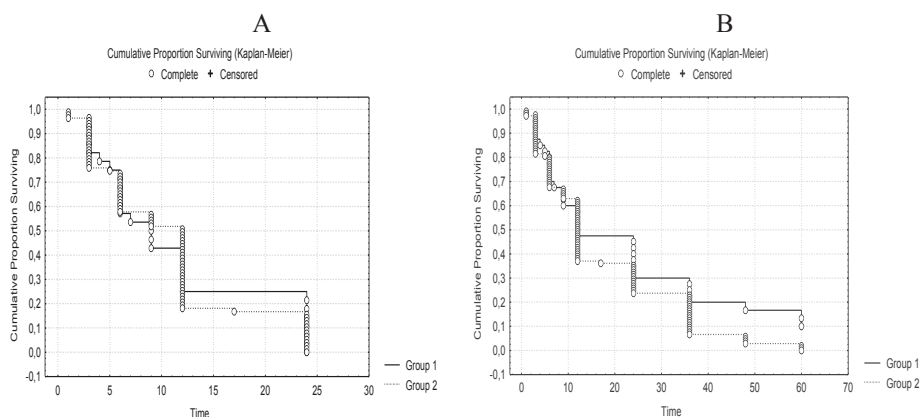 A
Cumulative Proportion Surviving (Kaplan-Meier)
Complete + Censored
1,0
0,9
0,8
0,7
0,6
0,5
0,4
0,3
0,2
0,1
0,0
-0,1
Cumulative Proportion Surviving
0 5 10 15 20 25 30
Time
Group 1
Group 2
B
Cumulative Proportion Surviving (Kaplan-Meier)
Complete + Censored
1,0
0,9
0,8
0,7
0,6
0,5
0,4
0,3
0,2
0,1
0,0
-0,1
Cumulative Proportion Surviving
0 10 20 30 40 50 60 70
Time
Group 1
Group 2